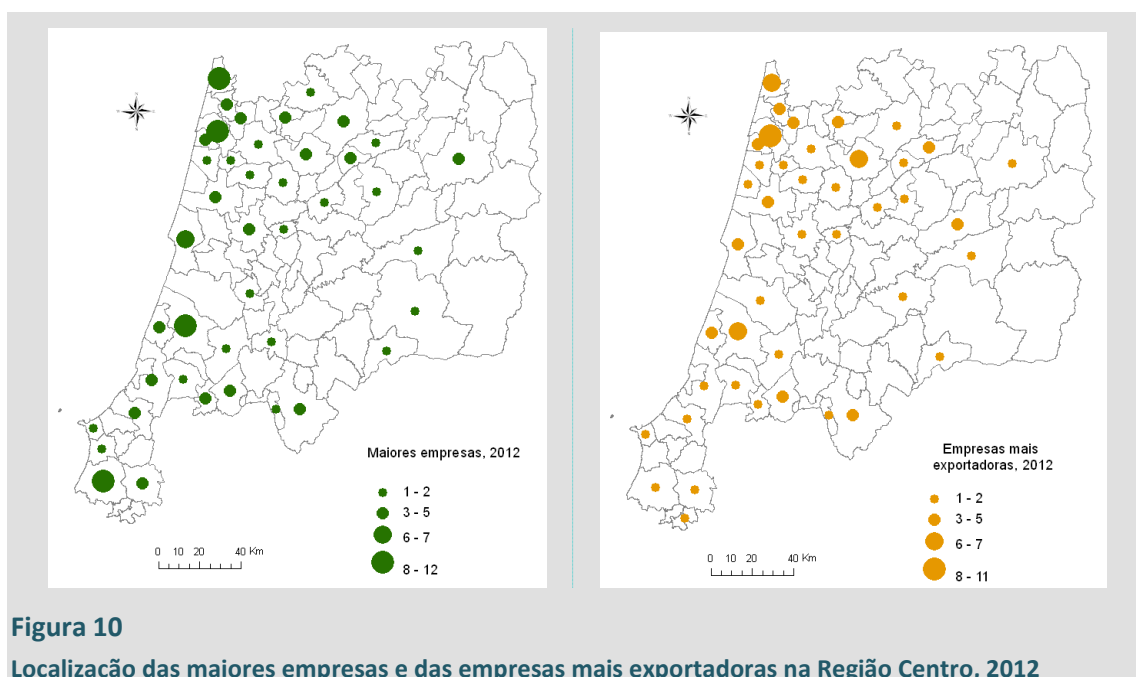 Maiores empresas, 2012
1 - 2
3 - 5
6 - 7
8 - 12
0 10 20 40 Km
Empresas mais
exportadoras, 2012
1 - 2
3 - 5
6 - 7
8 - 11
0 10 20 40 Km
Figura 10
Localização das maiores empresas e das empresas mais exportadoras na Região Centro, 2012